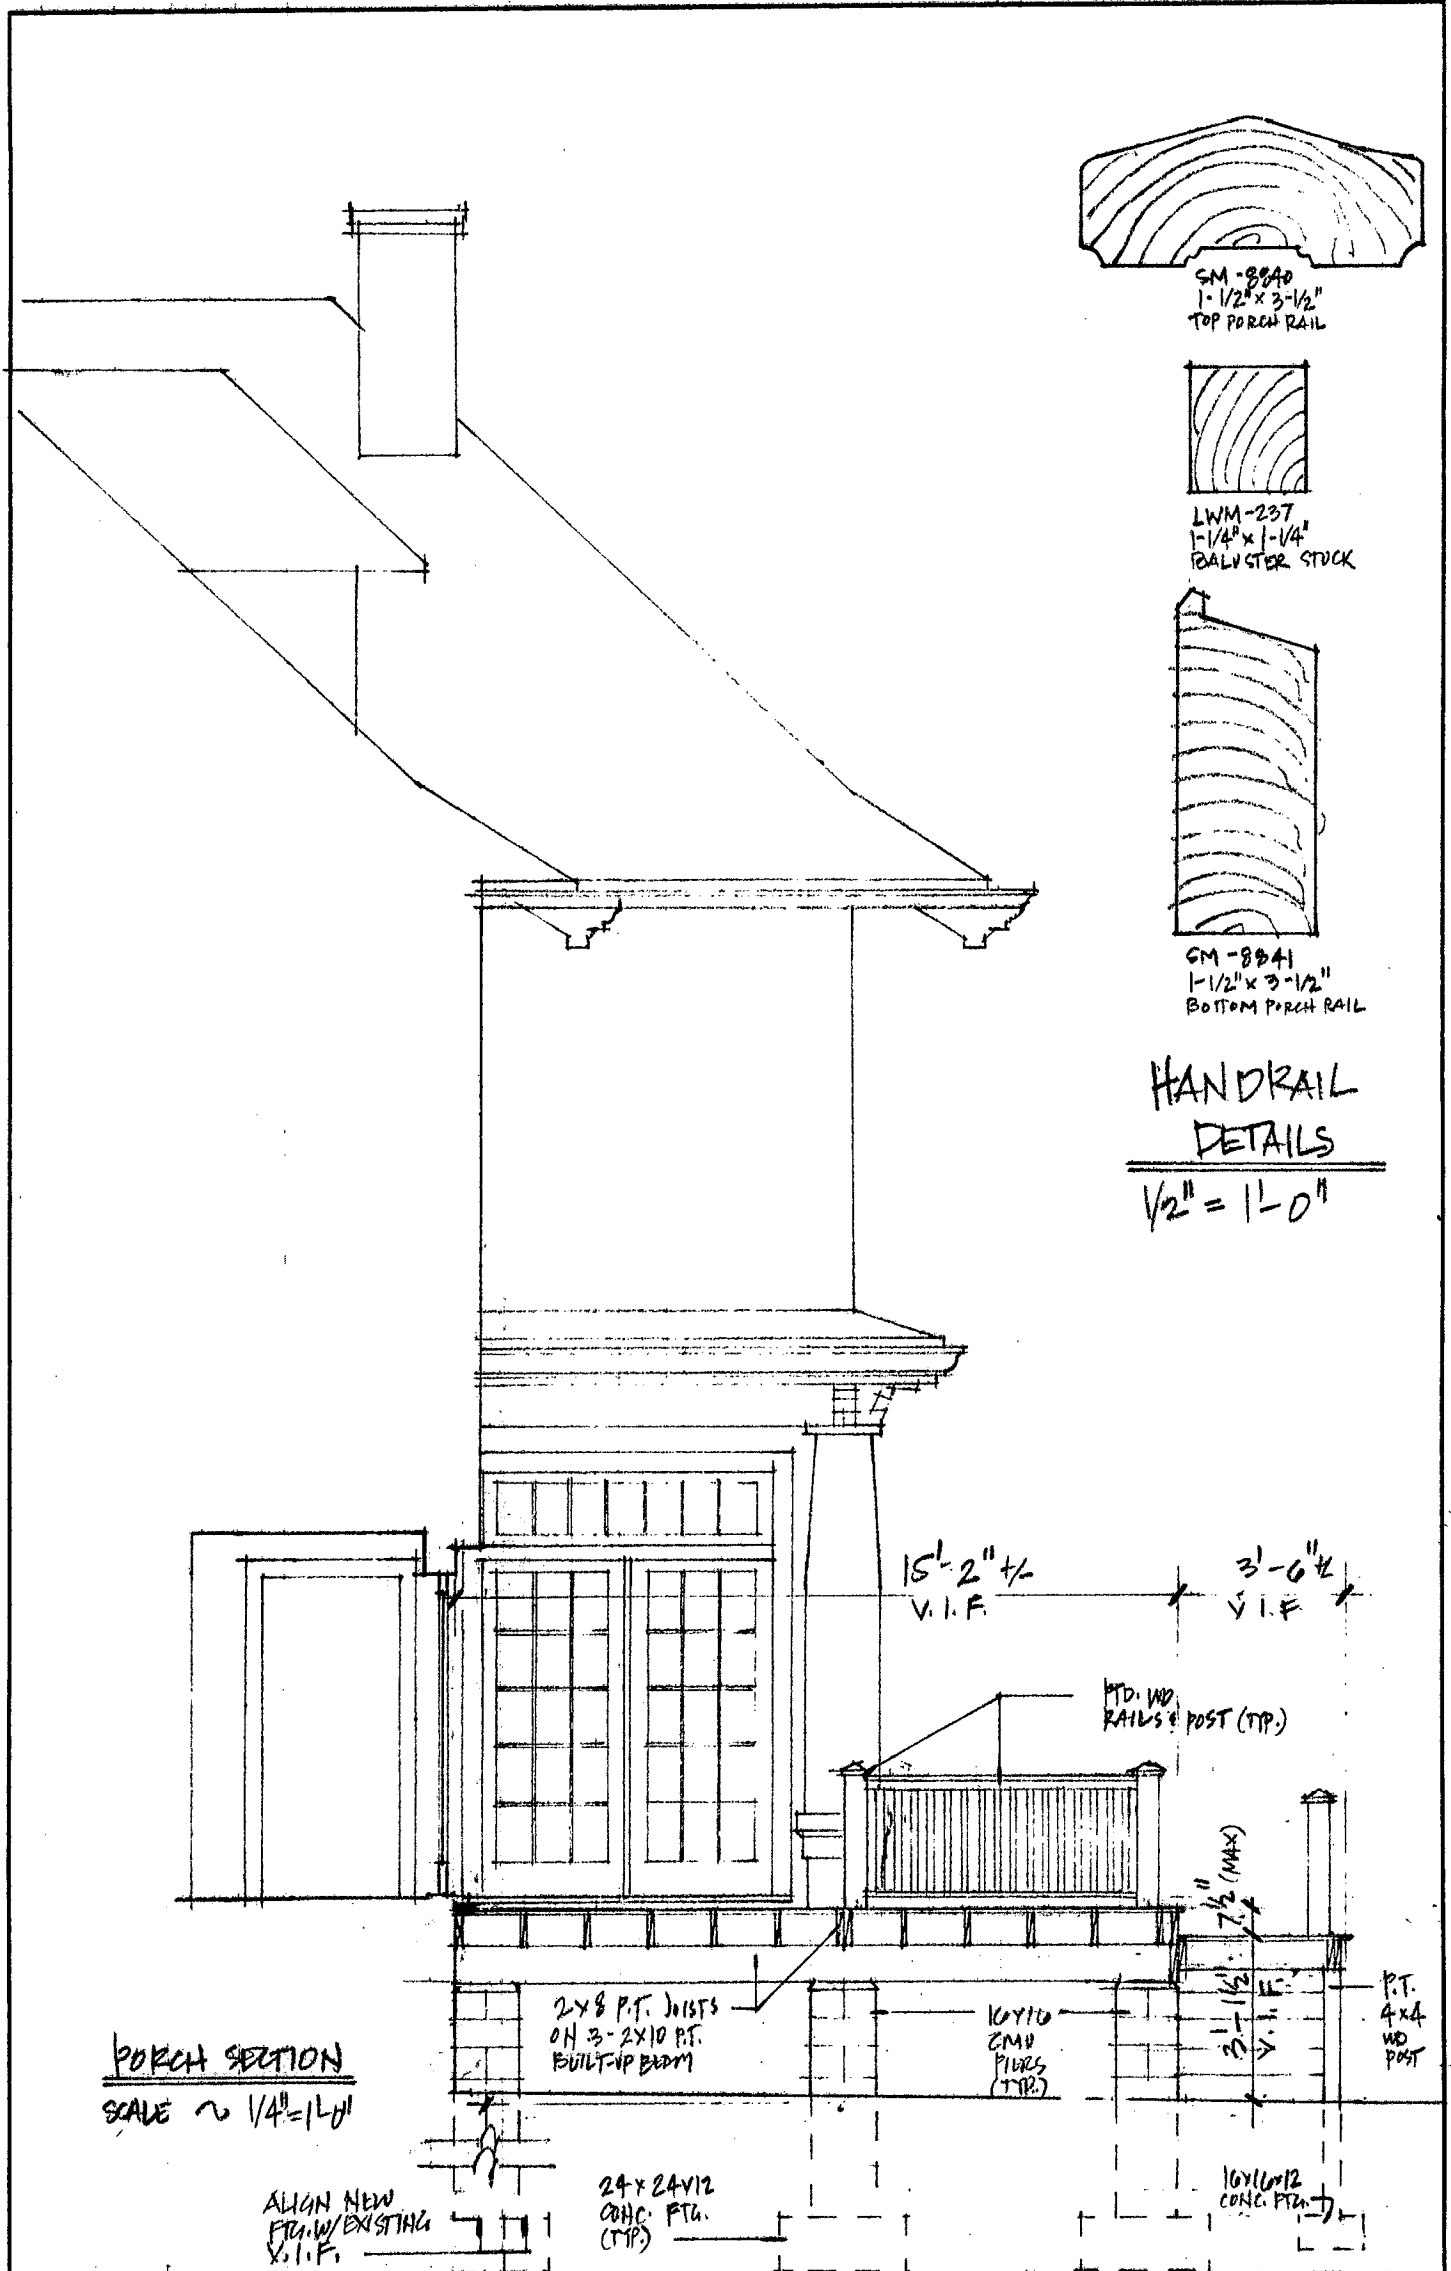 SM-8840
1-1/2" x 3-1/2"
TOP PORCH RAIL
LWM-237
1-1/4" x 1-1/4"
BALUSTER STOCK
SM-8841
1-1/2" x 3-1/2"
BOTTOM PORCH RAIL
HANDRAIL
DETAILS
1/2" = 1'-0"
15'-2" +/-
V.I.F.
3'-6" ±
V.I.F.
PTD. WD
RAILS & POST (TYP.)
7 1/2" (MAX)
3'-1 1/2"
V.I.F.
2x8 P.T. JOISTS
ON 3-2x10 P.T.
BUILT-UP BEAM
16x16
CMU
PIERS
(TYP.)
P.T.
4x4
WD
POST
PORCH SECTION
SCALE ~ 1/4"=1'-0"
ALIGN NEW
FTG. W/ EXISTING
V.I.F.
24x24x12
CONC. FTG.
(TYP.)
16x16x12
CONC. FTG.